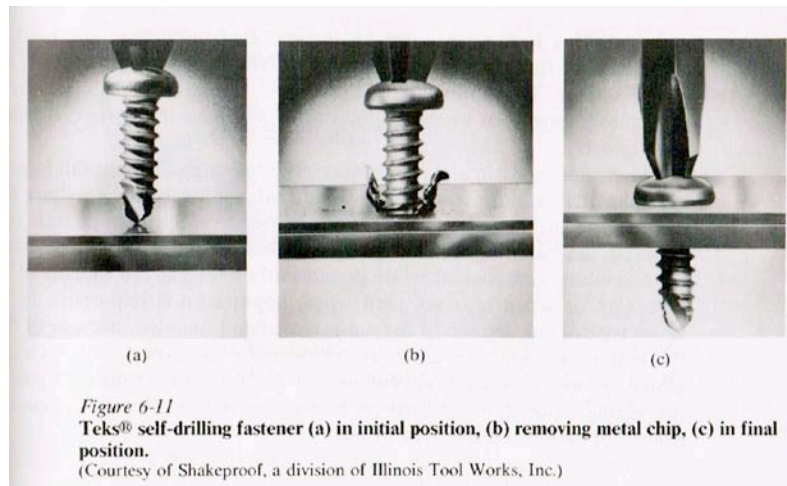 (a)
(b)
(c)
Figure 6-11
Teks® self-drilling fastener (a) in initial position, (b) removing metal chip, (c) in final
position.
(Courtesy of Shakeproof, a division of Illinois Tool Works, Inc.)